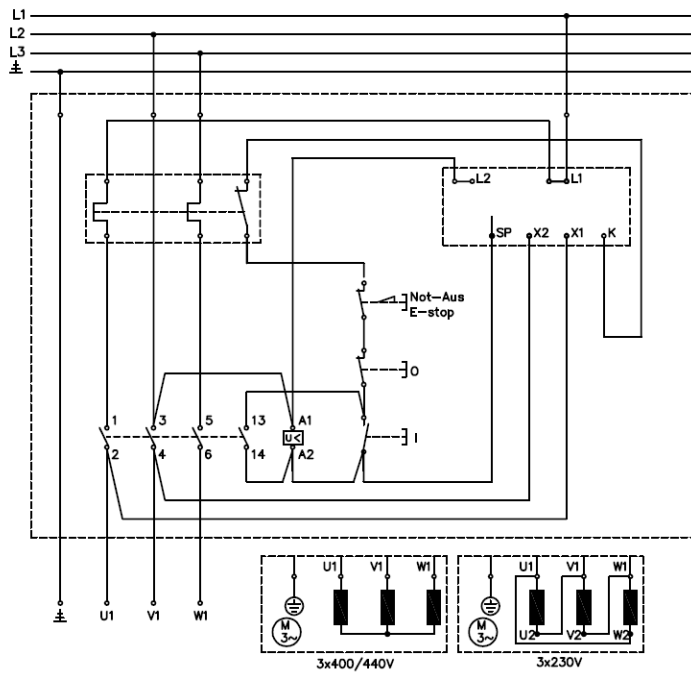 L1
L2
L3
L2 L1
SP X2 X1 K
Not-Aus
E-stop
O
1 3 5 13 A1
U<
I
2 4 6 14 A2
U1 V1 W1
U1 V1 W1
M
3~
3x400/440V
U1 V1 W1
M
3~
U2 V2 W2
3x230V